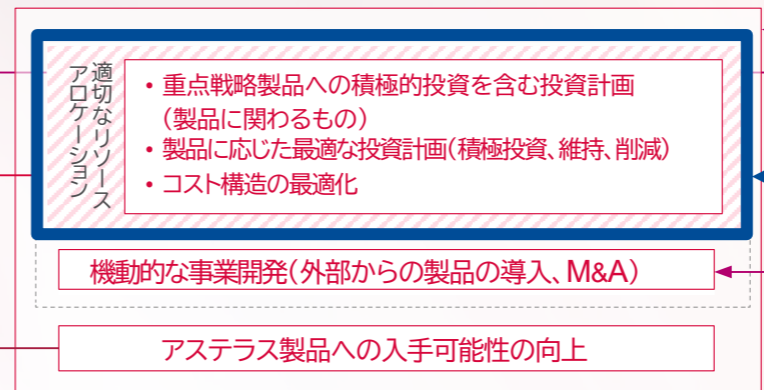 適切なリソース
アロケーション
・重点戦略製品への積極的投資を含む投資計画
（製品に関わるもの）
・製品に応じた最適な投資計画（積極投資、維持、削減）
・コスト構造の最適化
機動的な事業開発（外部からの製品の導入、M&A）
アステラス製品への入手可能性の向上